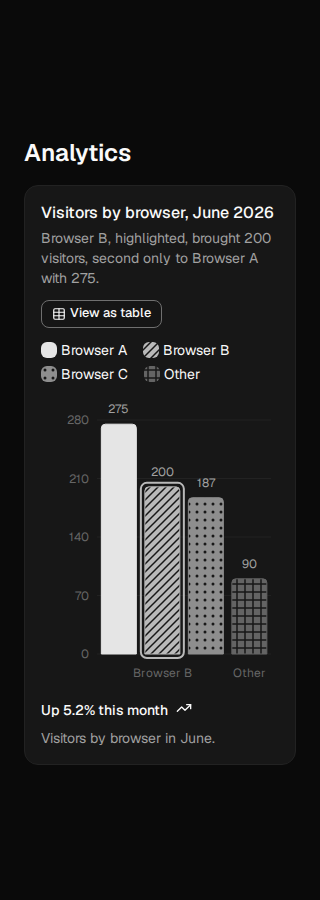 Analytics
Visitors by browser, June 2026
Browser B, highlighted, brought 200
visitors, second only to Browser A
with 275.
View as table
Browser A
Browser B
Browser C
Other
275
280
200
187
210
140
90
70
0
Browser B
Other
Up 5.2% this month
Visitors by browser in June.